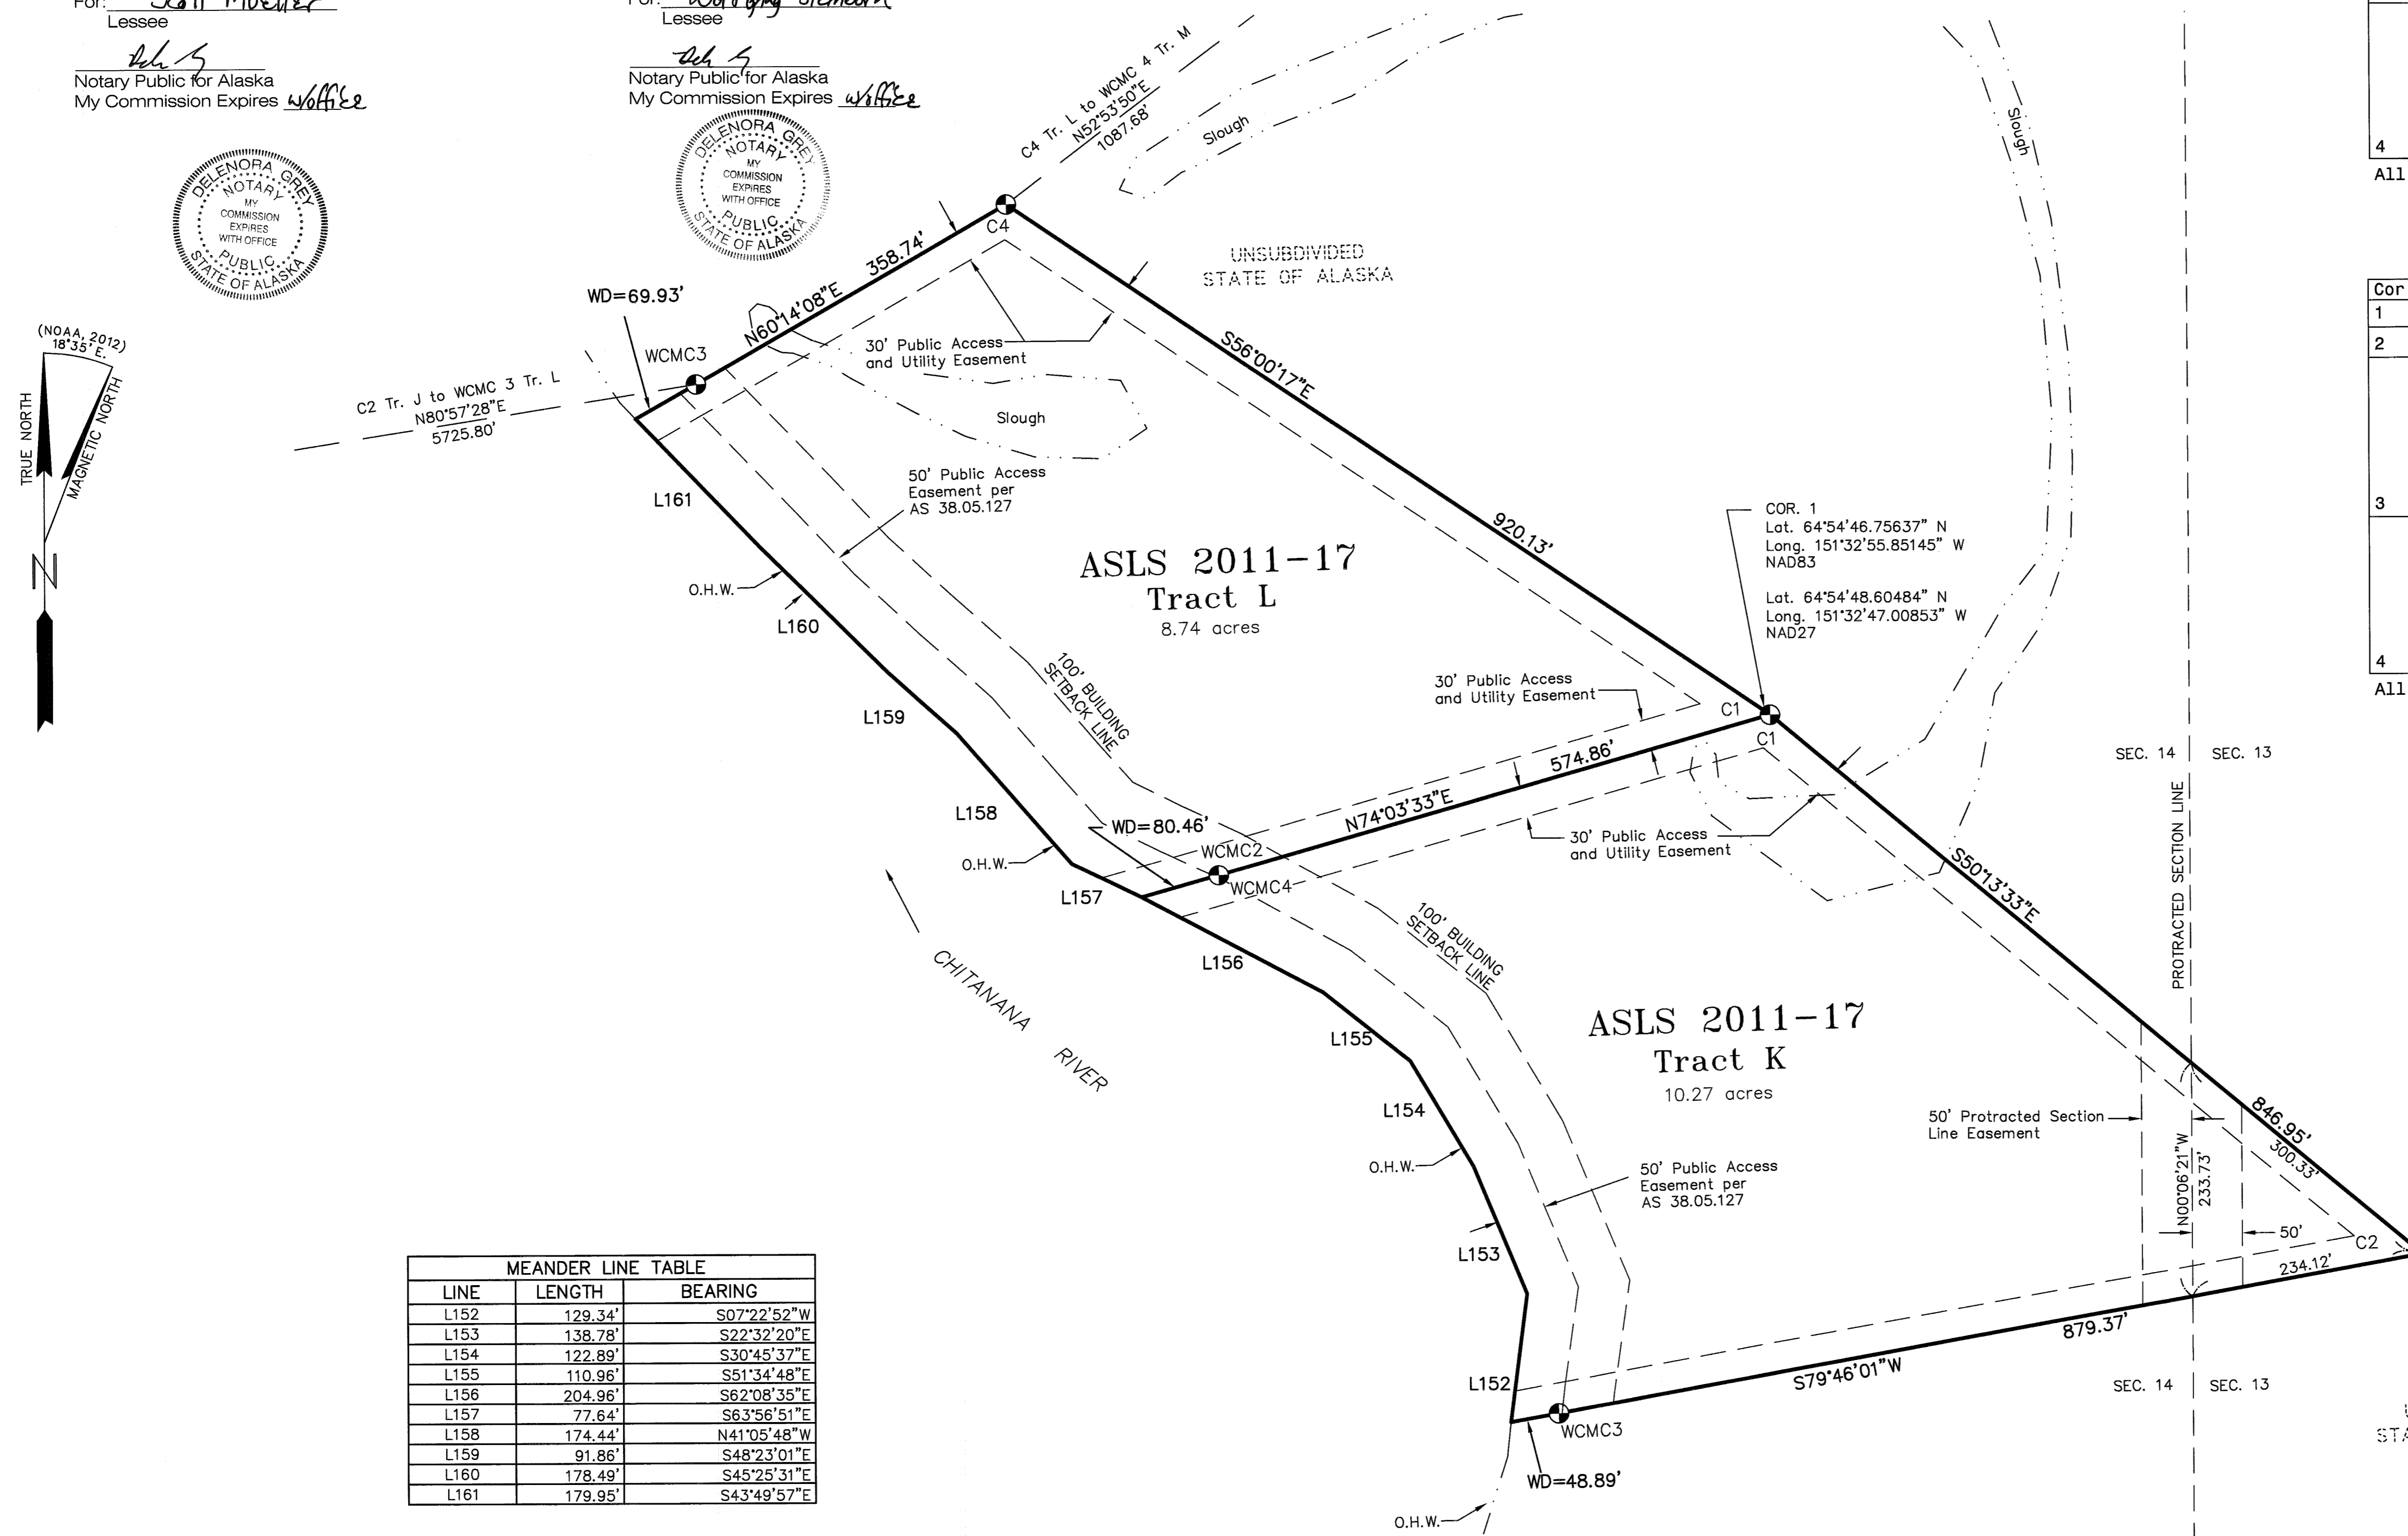 For: Scott Mueller
Lessee
Notary Public for Alaska
My Commission Expires w/office
For:
Lessee
Notary Public for Alaska
My Commission Expires w/office
DELENORA GREY
NOTARY
MY
COMMISSION
EXPIRES
WITH OFFICE
PUBLIC
STATE OF ALASKA
DELENORA GREY
NOTARY
MY
COMMISSION
EXPIRES
WITH OFFICE
PUBLIC
STATE OF ALASKA
C4 Tr. L to WCMC 4 Tr. M
N52°53'50"E
1087.68'
Slough
Slough
4
All
Cor
1
2
3
4
All
(NOAA, 2012)
18°35' E.
TRUE NORTH
MAGNETIC NORTH
N
C4
358.74'
N60°14'08"E
WD=69.93'
WCMC3
C2 Tr. J to WCMC 3 Tr. L
N80°57'28"E
5725.80'
UNSUBDIVIDED
STATE OF ALASKA
30' Public Access
and Utility Easement
Slough
S56°00'17"E
920.13'
50' Public Access
Easement per
AS 38.05.127
L161
O.H.W.
L160
L159
L158
O.H.W.
L157
ASLS 2011-17
Tract L
8.74 acres
COR. 1
Lat. 64°54'46.75637" N
Long. 151°32'55.85145" W
NAD83
Lat. 64°54'48.60484" N
Long. 151°32'47.00853" W
NAD27
100' BUILDING
SETBACK LINE
30' Public Access
and Utility Easement
C1
C1
574.86'
N74°03'33"E
WD=80.46'
WCMC2
WCMC4
30' Public Access
and Utility Easement
SEC. 14
SEC. 13
PROTRACTED SECTION LINE
S50°13'33"E
CHITANANA RIVER
L156
L155
L154
O.H.W.
L153
L152
100' BUILDING
SETBACK LINE
ASLS 2011-17
Tract K
10.27 acres
50' Public Access
Easement per
AS 38.05.127
50' Protracted Section
Line Easement
846.95'
300.33'
N00°06'21"W
233.73'
50'
C2
234.12'
879.37'
S79°46'01"W
SEC. 14
SEC. 13
WCMC3
WD=48.89'
O.H.W.
STA
MEANDER LINE TABLE
LINE LENGTH BEARING
L152 129.34' S07°22'52"W
L153 138.78' S22°32'20"E
L154 122.89' S30°45'37"E
L155 110.96' S51°34'48"E
L156 204.96' S62°08'35"E
L157 77.64' S63°56'51"E
L158 174.44' N41°05'48"W
L159 91.86' S48°23'01"E
L160 178.49' S45°25'31"E
L161 179.95' S43°49'57"E